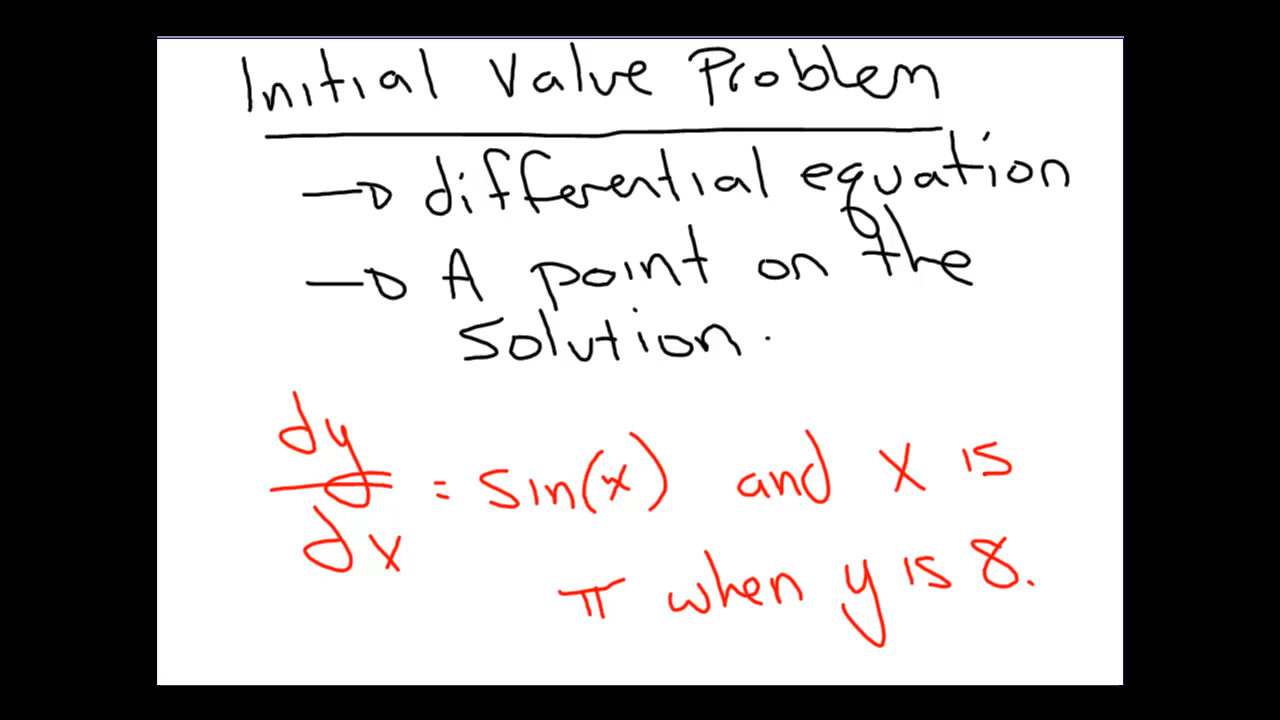 Initial Value Problem
→ differential equation
→ A point on the
solution.
dy/dx = sin(x) and x is
π when y is 8.